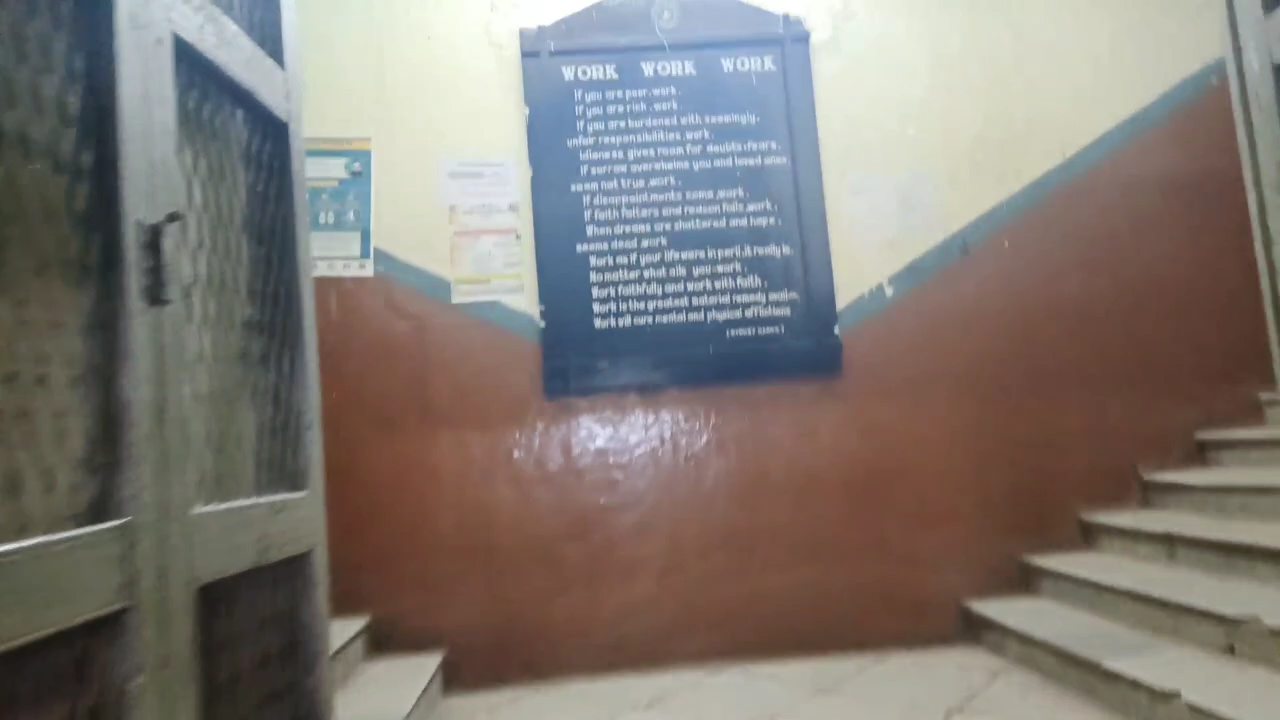 WORK WORK WORK
If you are poor, work.
If you are rich, work.
If you are burdened with seemingly,
unfair responsibilities, work.
Idleness gives room for doubts, fears.
If sorrow overwhelms you and loved ones
seem not true, work.
If disappointments come, work.
If faith falters and reason fails, work.
When dreams are shattered and hope,
seems dead, work
Work as if your life were in peril, it really is.
No matter what ails you-work.
Work faithfully and work with faith.
Work is the greatest material remedy
Work will cure mental and physical afflictions